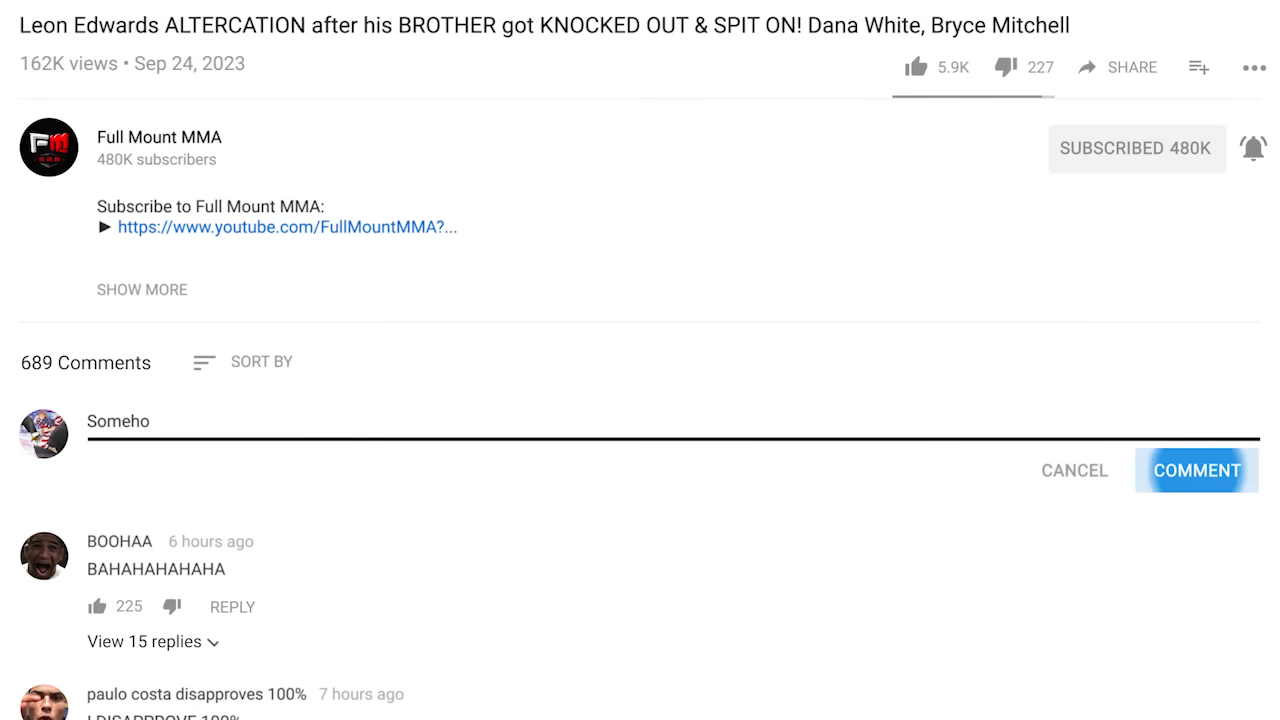 Leon Edwards ALTERCATION after his BROTHER got KNOCKED OUT & SPIT ON! Dana White, Bryce Mitchell
162K views • Sep 24, 2023
5.9K 227 SHARE
FM
Full Mount MMA
480K subscribers
SUBSCRIBED 480K
Subscribe to Full Mount MMA:
► https://www.youtube.com/FullMountMMA?...
SHOW MORE
689 Comments SORT BY
Someho
CANCEL COMMENT
BOOHAA 6 hours ago
BAHAHAHAHAHA
225 REPLY
View 15 replies
paulo costa disapproves 100% 7 hours ago
I DISAPPROVE 100%